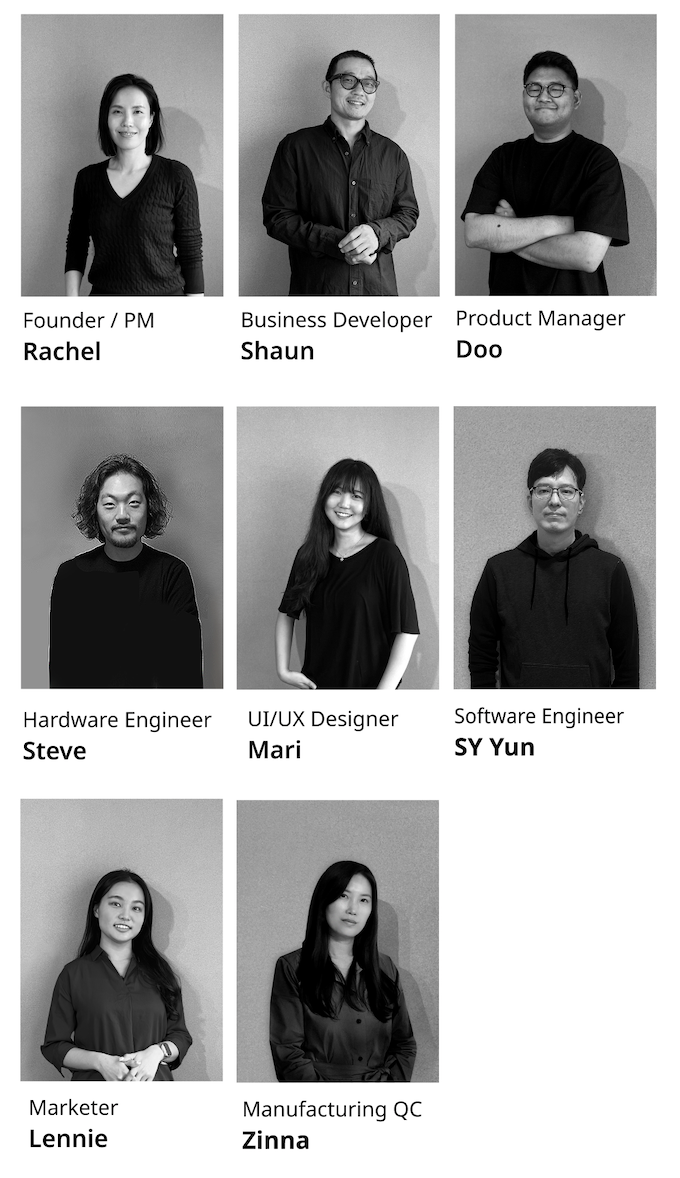 Founder / PM
Rachel
Business Developer
Shaun
Product Manager
Doo
Hardware Engineer
Steve
UI/UX Designer
Mari
Software Engineer
SY Yun
Marketer
Lennie
Manufacturing QC
Zinna